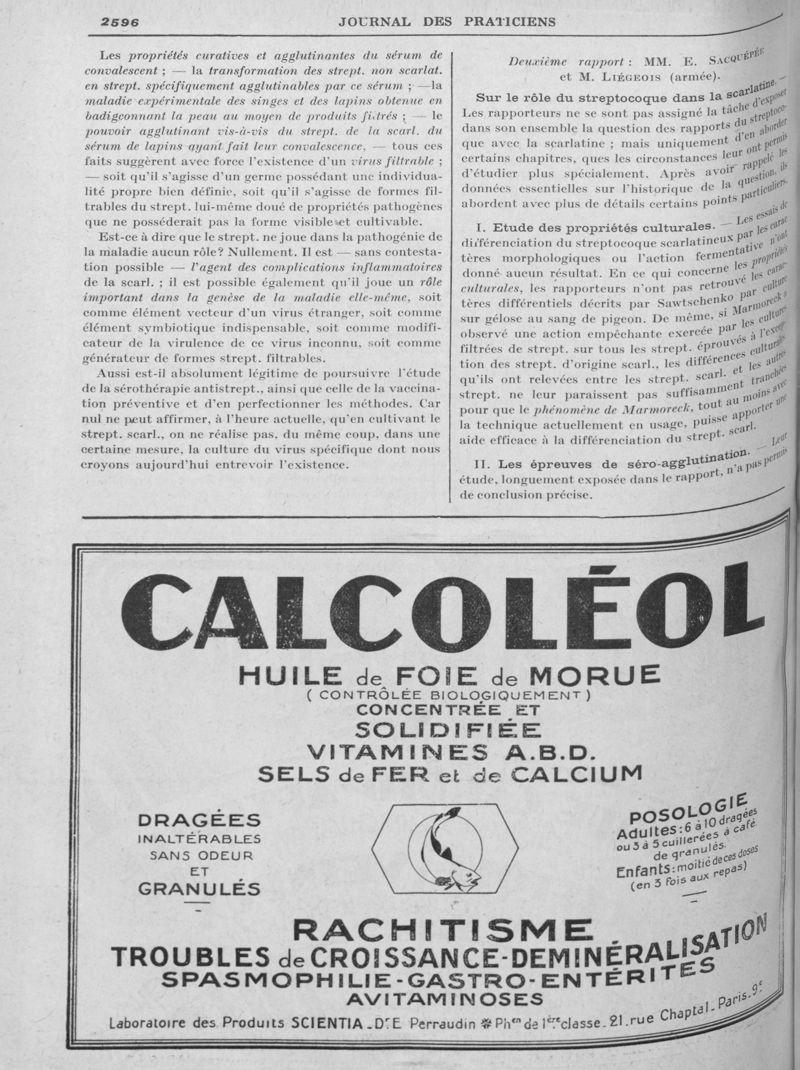 2596
JOURNAL DES PRATICIENS
Les propriétés curatives et agglutinantes du sérum de
convalescent ; — la transformation des strept. non scarlat.
en strept. spécifiquement agglutinables par ce sérum ; —la
maladie expérimentale des singes et des lapins obtenue en
badigeonnant la peau au moyen de produits filtrés ; — le
pouvoir agglutinant vis-à-vis du strept. de la scarl. du
sérum de lapins ayant fait leur convalescence, — tous ces
faits suggèrent avec force l'existence d'un virus filtrable ;
— soit qu'il s'agisse d'un germe possédant une individua-
lité propre bien définie, soit qu'il s'agisse de formes fil-
trables du strept. lui-même doué de propriétés pathogènes
que ne posséderait pas la forme visible et cultivable.
Est-ce à dire que le strept. ne joue dans la pathogénie de
la maladie aucun rôle? Nullement. Il est — sans contesta-
tion possible — l'agent des complications inflammatoires
de la scarl. ; il est possible également qu'il joue un rôle
important dans la genèse de la maladie elle-même, soit
comme élément vecteur d'un virus étranger, soit comme
élément symbiotique indispensable, soit comme modifi-
cateur de la virulence de ce virus inconnu, soit comme
générateur de formes strept. filtrables.
Aussi est-il absolument légitime de poursuivre l'étude
de la sérothérapie antistrept., ainsi que celle de la vaccina-
tion préventive et d'en perfectionner les méthodes. Car
nul ne peut affirmer, à l'heure actuelle, qu'en cultivant le
strept. scarl., on ne réalise pas, du même coup, dans une
certaine mesure, la culture du virus spécifique dont nous
croyons aujourd'hui entrevoir l'existence.
Deuxième rapport : MM. E. SACQUÉPÉE
et M. LIÉGEOIS (armée).
Sur le rôle du streptocoque dans la scarlatine. —
Les rapporteurs ne se sont pas assigné la tâche d'exposer
dans son ensemble la question des rapports du streptoco-
que avec la scarlatine ; mais uniquement d'en aborder
certains chapitres, ques les circonstances leur ont permis
d'étudier plus spécialement. Après avoir rappelé les
données essentielles sur l'historique de la question, ils
abordent avec plus de détails certains points particuliers.
I. Etude des propriétés culturales. — Les essais de
différenciation du streptocoque scarlatineux par les carac
tères morphologiques ou l'action fermentative n'ont
donné aucun résultat. En ce qui concerne les propriétés
culturales, les rapporteurs n'ont pas retrouvé les carac-
tères différentiels décrits par Sawtschenko par culture
sur gélose au sang de pigeon. De même, si Marmoreck a
observé une action empêchante exercée par les cultures
filtrées de strept. sur tous les strept. éprouvés à l'excep
tion des strept. d'origine scarl., les différences culturales
qu'ils ont relevées entre les strept. scarl. et les autres
strept. ne leur paraissent pas suffisamment tranchées
pour que le phénomène de Marmoreck, tout au moins avec
la technique actuellement en usage, puisse apporter une
aide efficace à la différenciation du strept. scarl.
II. Les épreuves de séro-agglutination. — Leur
étude, longuement exposée dans le rapport, n'a pas permis
de conclusion précise.
CALCOLÉOL
HUILE de FOIE de MORUE
( CONTRÔLÉE BIOLOGIQUEMENT )
CONCENTRÉE ET
SOLIDIFIÉE
VITAMINES A.B.D.
SELS de FER et de CALCIUM
DRAGÉES
INALTÉRABLES
SANS ODEUR
ET
GRANULÉS
POSOLOGIE
Adultes : 6 à 10 dragées
ou 3 à 5 cuillerées à café
de granulés.
Enfants : moitié de ces doses
(en 3 fois aux repas)
RACHITISME
TROUBLES de CROISSANCE-DEMINÉRALISATION
SPASMOPHILIE-GASTRO-ENTÉRITES
AVITAMINOSES
Laboratoire des Produits SCIENTIA_Dr E Perraudin Phen de 1ère classe_21.rue Chaptal_Paris.9e